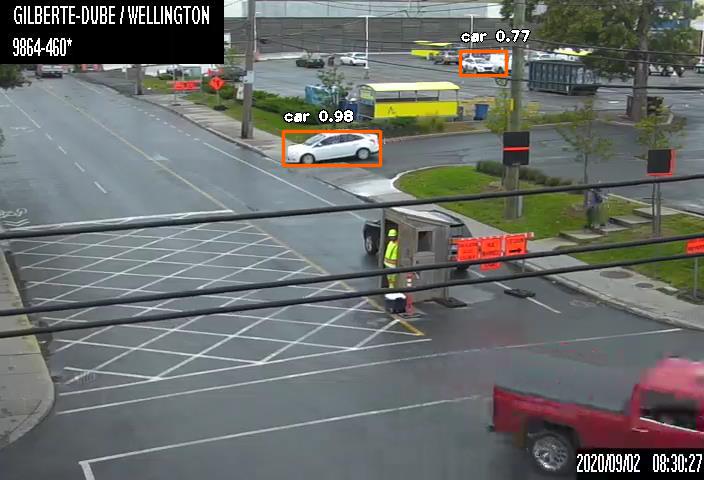 GILBERTE-DUBE / WELLINGTON
9864-460*
car 0.77
car 0.98
2020/09/02 08:30:27